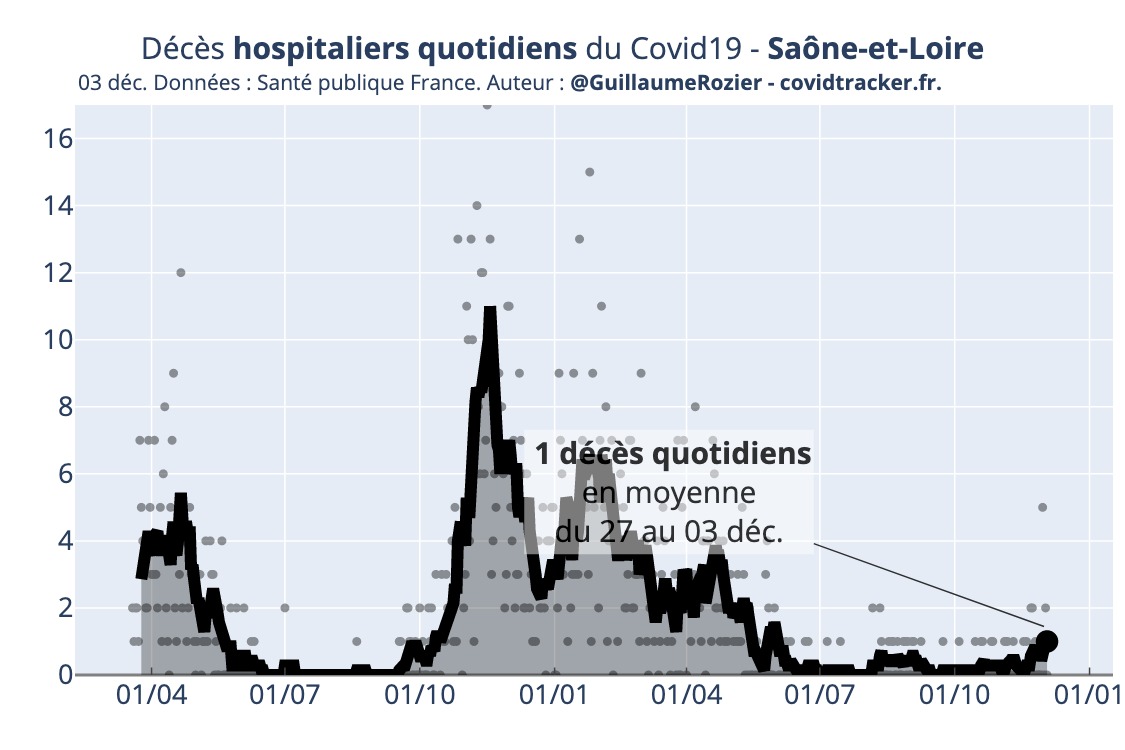 Décès hospitaliers quotidiens du Covid19 - Saône-et-Loire
03 déc. Données : Santé publique France. Auteur : @GuillaumeRozier - covidtracker.fr.
16
14
12
10
8
6
4
2
0
1 décès quotidiens
en moyenne
du 27 au 03 déc.
01/04 01/07 01/10 01/01 01/04 01/07 01/10 01/01